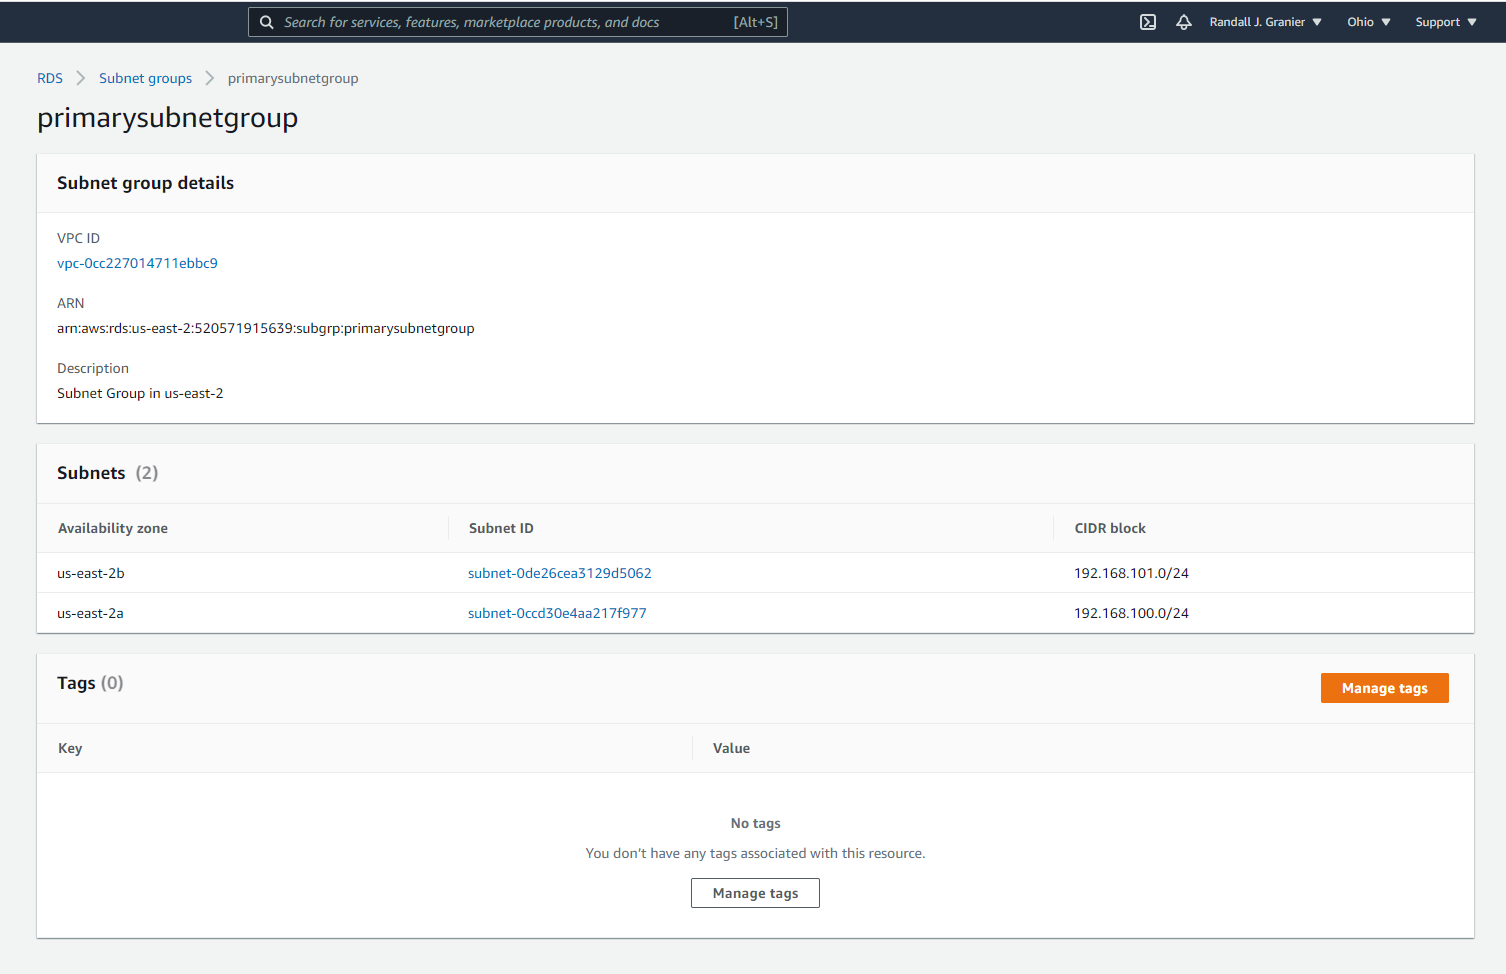 Search for services, features, marketplace products, and docs [Alt+S] Randall J. Granier Ohio Support
RDS Subnet groups primarysubnetgroup
primarysubnetgroup
Subnet group details
VPC ID
vpc-0cc227014711ebbc9
ARN
arn:aws:rds:us-east-2:520571915639:subgrp:primarysubnetgroup
Description
Subnet Group in us-east-2
Subnets (2)
Availability zone Subnet ID CIDR block
us-east-2b subnet-0de26cea3129d5062 192.168.101.0/24
us-east-2a subnet-0ccd30e4aa217f977 192.168.100.0/24
Tags (0) Manage tags
Key Value
No tags
You don't have any tags associated with this resource.
Manage tags